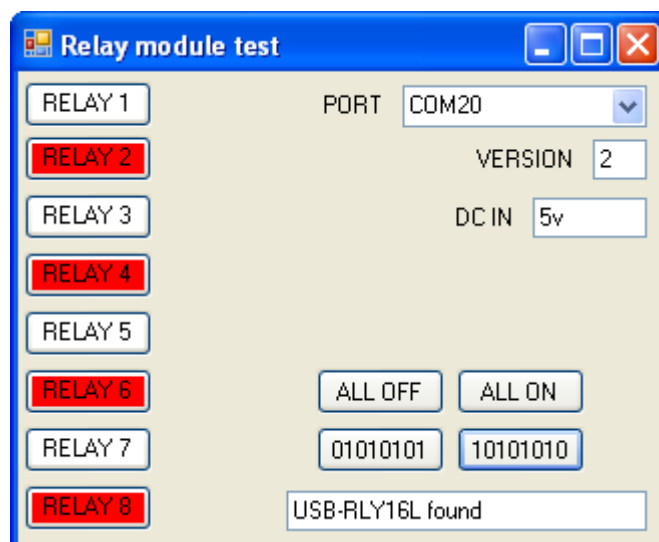 Relay module test
RELAY 1
PORT COM20
RELAY 2
VERSION 2
RELAY 3
DC IN 5v
RELAY 4
RELAY 5
RELAY 6
ALL OFF ALL ON
RELAY 7
01010101 10101010
RELAY 8
USB-RLY16L found